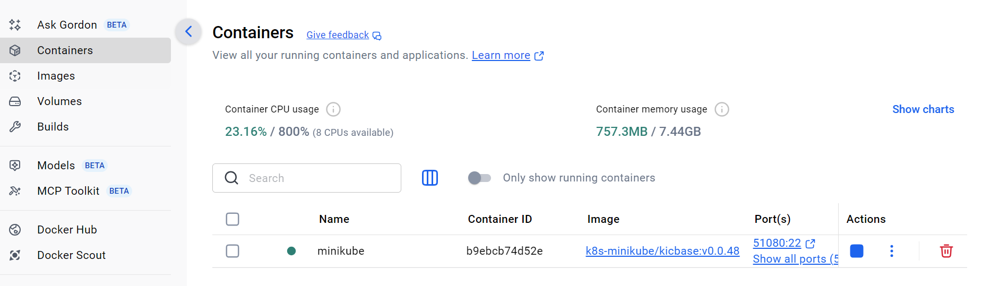 Ask Gordon BETA
Containers
Images
Volumes
Builds
Models BETA
MCP Toolkit BETA
Docker Hub
Docker Scout
Containers Give feedback
View all your running containers and applications. Learn more
Container CPU usage
23.16% / 800% (8 CPUs available)
Container memory usage
757.3MB / 7.44GB
Show charts
Search
Only show running containers
Name Container ID Image Port(s) Actions
minikube b9ebcb74d52e k8s-minikube/kicbase:v0.0.48 51080:22
Show all ports (5